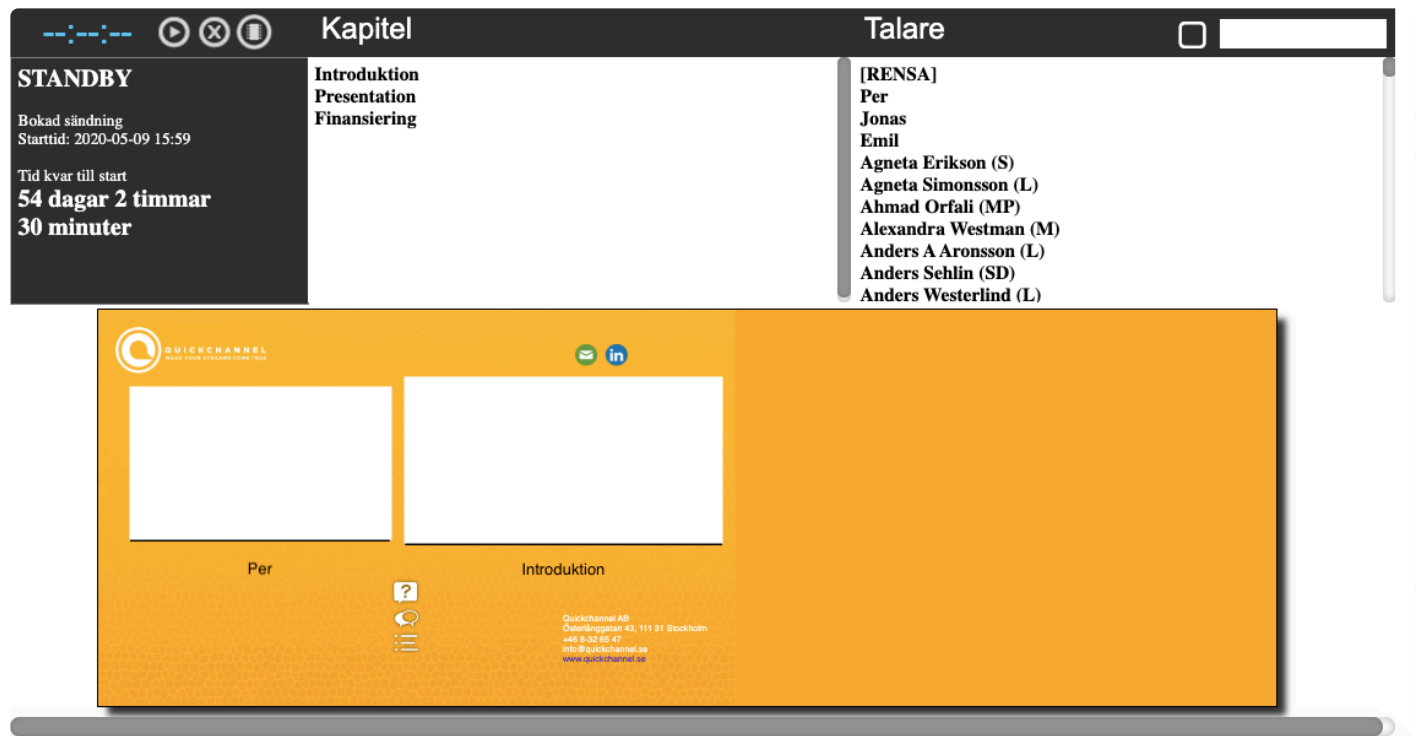 --:--:--
Kapitel
Talare
STANDBY
Bokad sändning
Starttid: 2020-05-09 15:59
Tid kvar till start
54 dagar 2 timmar
30 minuter
Introduktion
Presentation
Finansiering
[RENSA]
Per
Jonas
Emil
Agneta Erikson (S)
Agneta Simonsson (L)
Ahmad Orfali (MP)
Alexandra Westman (M)
Anders A Aronsson (L)
Anders Sehlin (SD)
Anders Westerlind (L)
QUICKCHANNEL
MAKE YOUR STREAMS COME TRUE
in
Per
Introduktion
?
Quickchannel AB
Österlånggatan 43, 111 31 Stockholm
+46 8-32 65 47
info@quickchannel.se
www.quickchannel.se